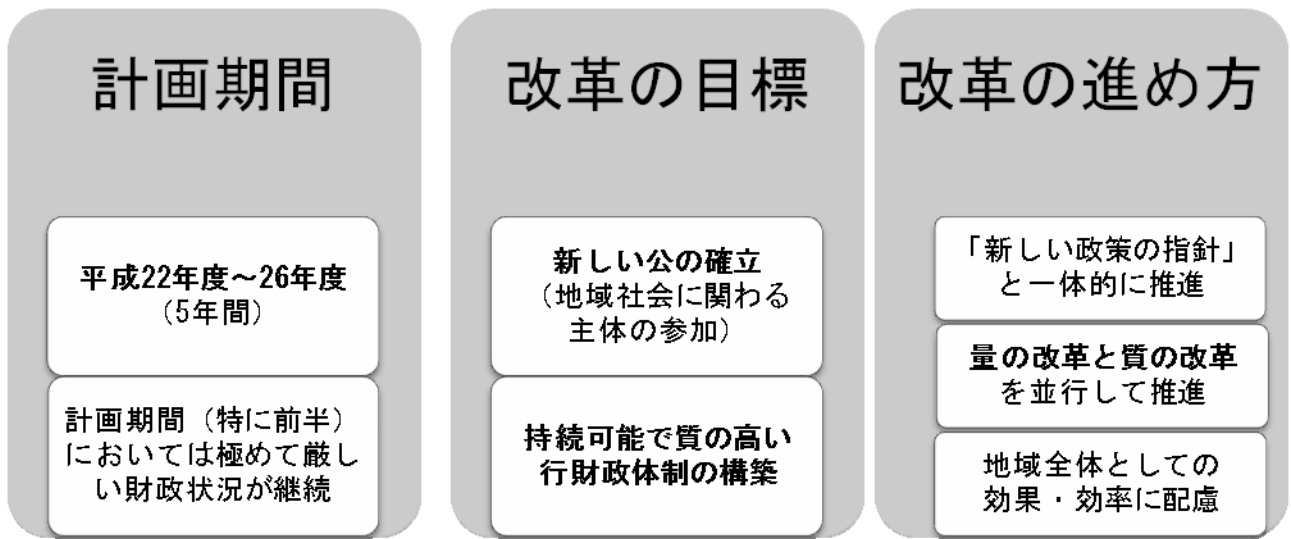 計画期間
平成22年度～26年度
（5年間）
計画期間（特に前半）
においては極めて厳し
い財政状況が継続
改革の目標
新しい公の確立
（地域社会に関わる
主体の参加）
持続可能で質の高い
行財政体制の構築
改革の進め方
「新しい政策の指針」
と一体的に推進
量の改革と質の改革
を並行して推進
地域全体としての
効果・効率に配慮